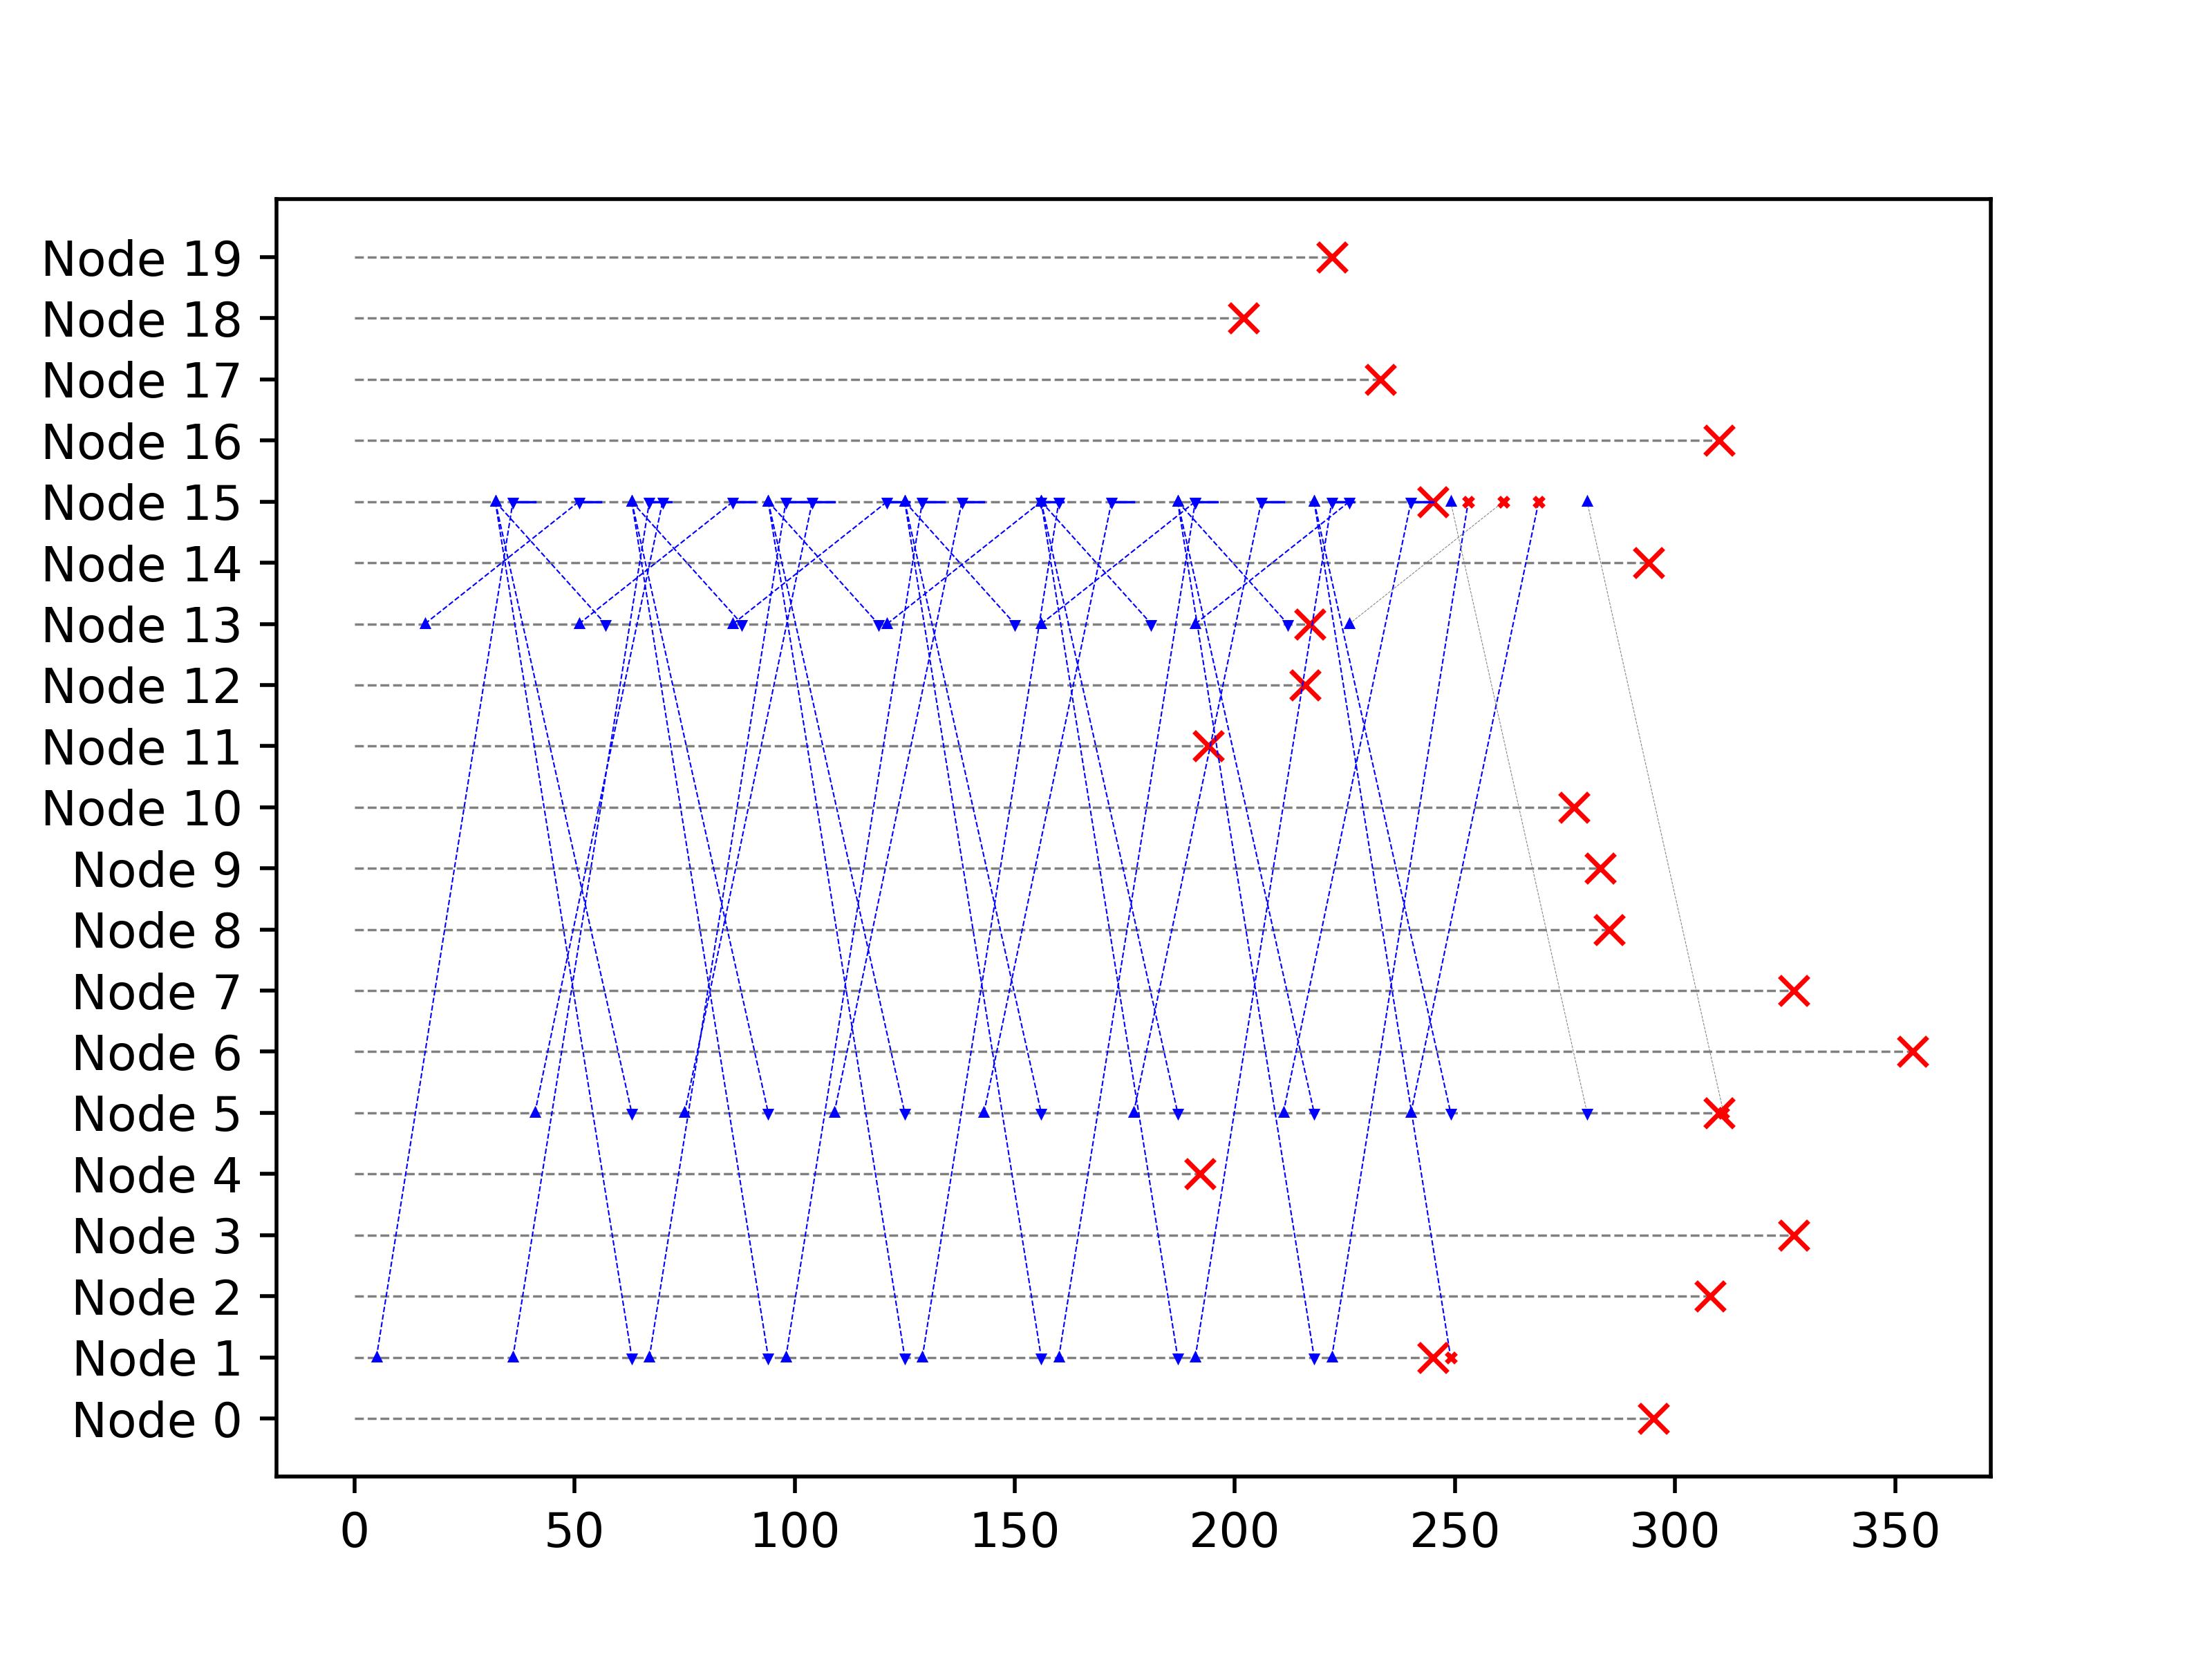 Node 19
Node 18
Node 17
Node 16
Node 15
Node 14
Node 13
Node 12
Node 11
Node 10
Node 9
Node 8
Node 7
Node 6
Node 5
Node 4
Node 3
Node 2
Node 1
Node 0
0 50 100 150 200 250 300 350